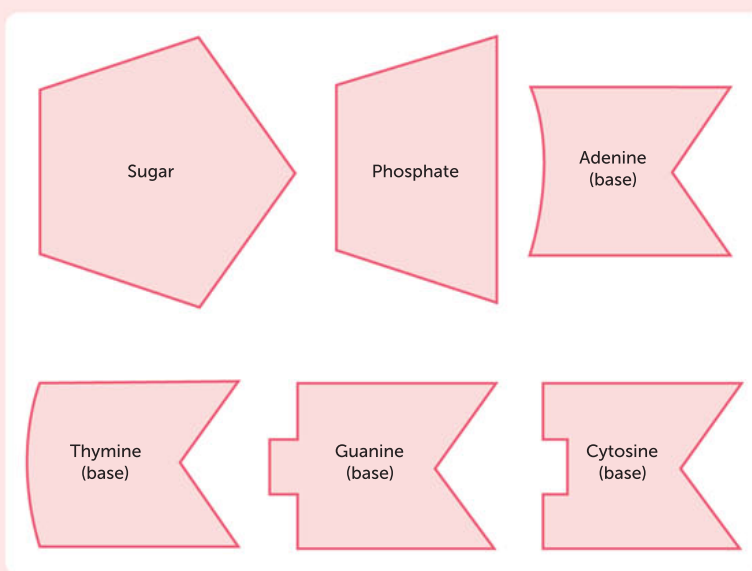 Sugar
Phosphate
Adenine
(base)
Thymine
(base)
Guanine
(base)
Cytosine
(base)